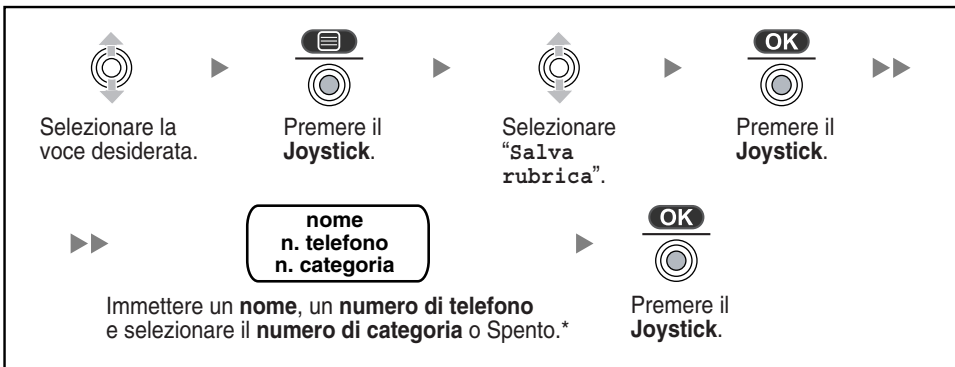 OK
Selezionare la
voce desiderata.
Premere il
Joystick.
Selezionare
“Salva
rubrica”.
Premere il
Joystick.
nome
n. telefono
n. categoria
OK
Immettere un nome, un numero di telefono
e selezionare il numero di categoria o Spento.*
Premere il
Joystick.